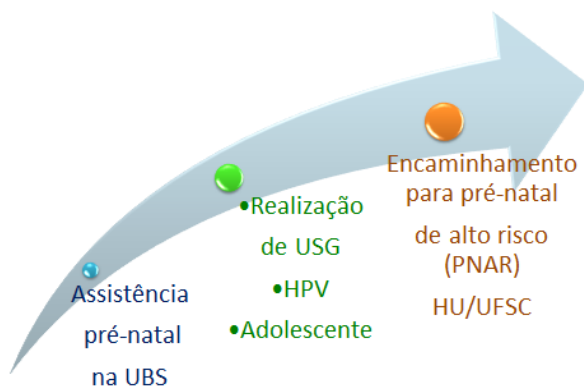 Assistência
pré-natal
na UBS
•Realização
de USG
•HPV
•Adolescente
Encaminhamento
para pré-natal
de alto risco
(PNAR)
HU/UFSC